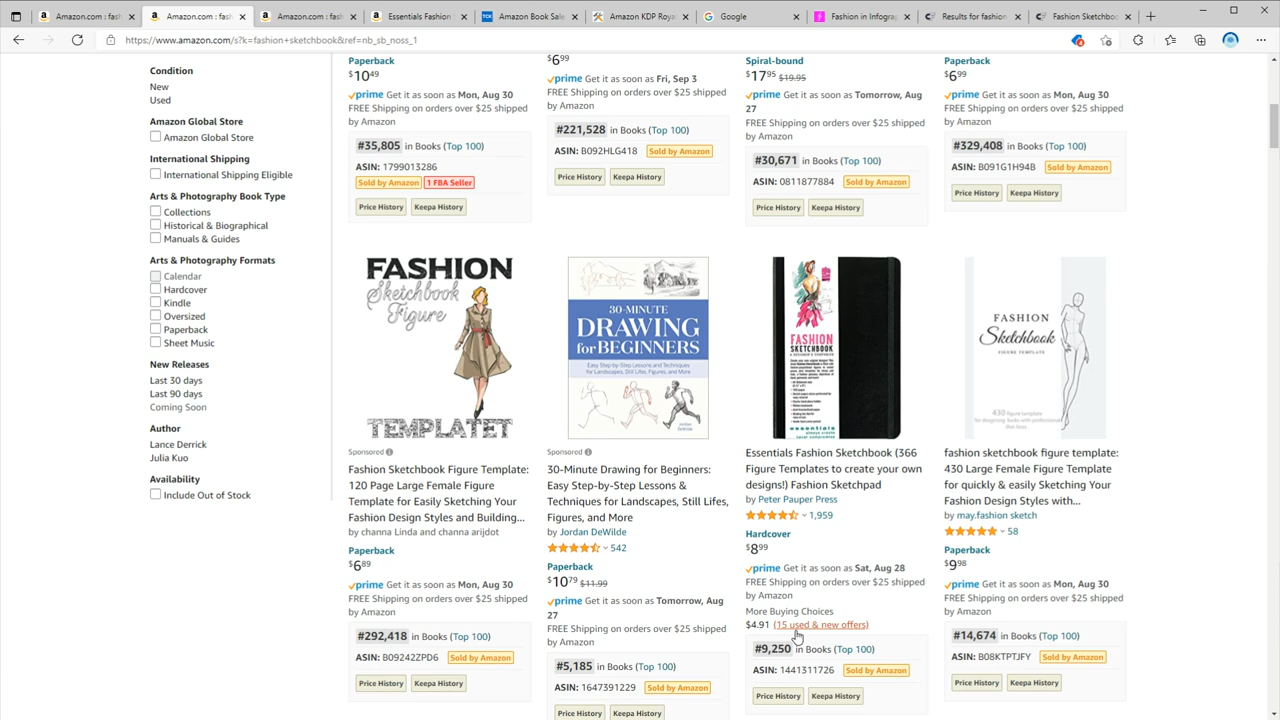 Amazon.com : fash
Amazon.com : fash
Amazon.com : fash
Essentials Fashion
Amazon Book Sale
Amazon KDP Roya
Google
Fashion in Infograp
Results for fashion
Fashion Sketchboo
https://www.amazon.com/s?k=fashion+sketchbook&ref=nb_sb_noss_1
Condition
New
Used
Amazon Global Store
Amazon Global Store
International Shipping
International Shipping Eligible
Arts & Photography Book Type
Collections
Historical & Biographical
Manuals & Guides
Arts & Photography Formats
Calendar
Hardcover
Kindle
Oversized
Paperback
Sheet Music
New Releases
Last 30 days
Last 90 days
Coming Soon
Author
Lance Derrick
Julia Kuo
Availability
Include Out of Stock
Paperback
$10.49
prime Get it as soon as Mon, Aug 30
FREE Shipping on orders over $25 shipped
by Amazon
#35,805 in Books (Top 100)
ASIN: 1799013286
Sold by Amazon 1 FBA Seller
Price History Keepa History
$6.99
prime Get it as soon as Fri, Sep 3
FREE Shipping on orders over $25 shipped
by Amazon
#221,528 in Books (Top 100)
ASIN: B092HLG418 Sold by Amazon
Price History Keepa History
Spiral-bound
$17.95 $19.95
prime Get it as soon as Tomorrow, Aug
27
FREE Shipping on orders over $25 shipped
by Amazon
#30,671 in Books (Top 100)
ASIN: 0811877884 Sold by Amazon
Price History Keepa History
Paperback
$6.99
prime Get it as soon as Mon, Aug 30
FREE Shipping on orders over $25 shipped
by Amazon
#329,408 in Books (Top 100)
ASIN: B091G1H94B Sold by Amazon
Price History Keepa History
FASHION
Sketchbook
Figure
TEMPLATET
Sponsored
Fashion Sketchbook Figure Template:
120 Page Large Female Figure
Template for Easily Sketching Your
Fashion Design Styles and Building...
by channa Linda and channa arijdot
Paperback
$6.89
prime Get it as soon as Mon, Aug 30
FREE Shipping on orders over $25 shipped
by Amazon
#292,418 in Books (Top 100)
ASIN: B09242ZPD6 Sold by Amazon
Price History Keepa History
30-MINUTE
DRAWING
for BEGINNERS
Easy Step-by-Step Lessons and Techniques
for Landscapes, Still Lifes, Figures, and More
Jordan DeWilde
Sponsored
30-Minute Drawing for Beginners:
Easy Step-by-Step Lessons &
Techniques for Landscapes, Still Lifes,
Figures, and More
by Jordan DeWilde
542
Paperback
$10.79 $11.99
prime Get it as soon as Tomorrow, Aug
27
FREE Shipping on orders over $25 shipped
by Amazon
#5,185 in Books (Top 100)
ASIN: 1647391229 Sold by Amazon
Price History Keepa History
FASHION
SKETCHBOOK
essentials
Essentials Fashion Sketchbook (366
Figure Templates to create your own
designs!) Fashion Sketchpad
by Peter Pauper Press
1,959
Hardcover
$8.99
prime Get it as soon as Sat, Aug 28
FREE Shipping on orders over $25 shipped
by Amazon
More Buying Choices
$4.91 (15 used & new offers)
#9,250 in Books (Top 100)
ASIN: 1441311726 Sold by Amazon
Price History Keepa History
FASHION
Sketchbook
FIGURE TEMPLATE
430 figure template
fashion sketchbook figure template:
430 Large Female Figure Template
for quickly & easily Sketching Your
Fashion Design Styles with...
by may.fashion sketch
58
Paperback
$9.98
prime Get it as soon as Mon, Aug 30
FREE Shipping on orders over $25 shipped
by Amazon
#14,674 in Books (Top 100)
ASIN: B08KTPTJFY Sold by Amazon
Price History Keepa History